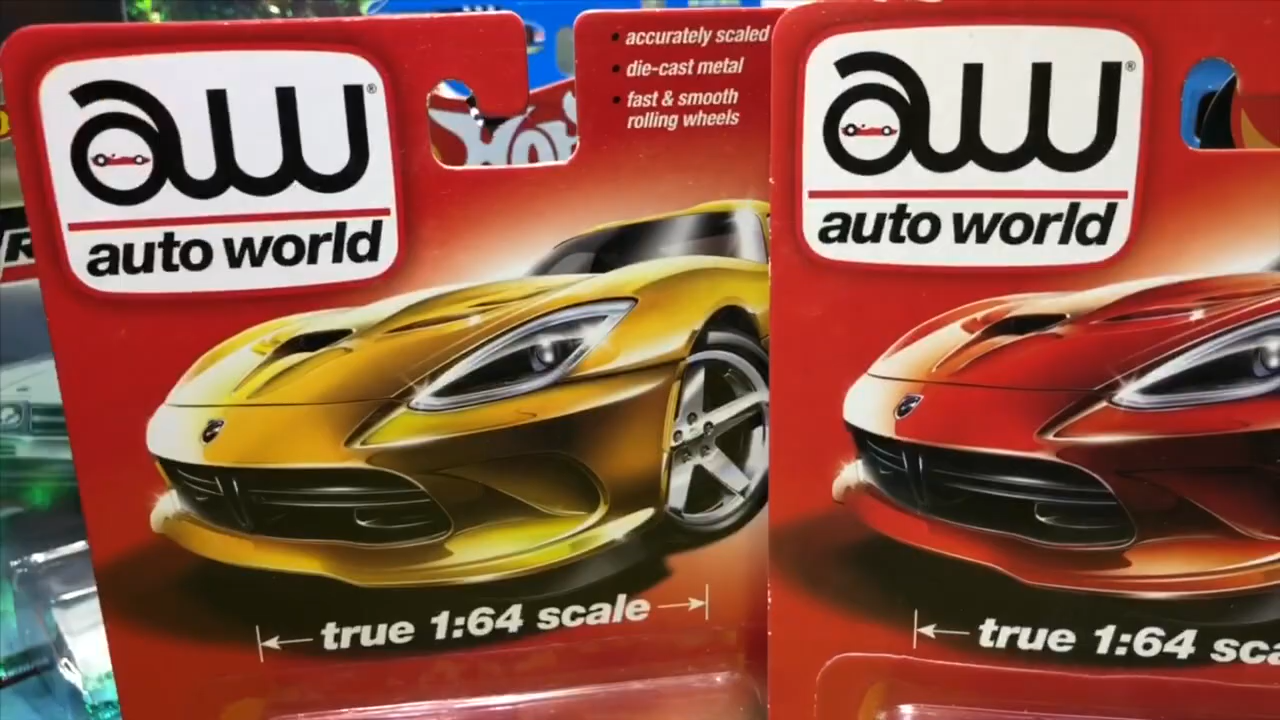 aw®
auto world
• accurately scaled
• die-cast metal
• fast & smooth
rolling wheels
true 1:64 scale
aw®
auto world
true 1:64 sca